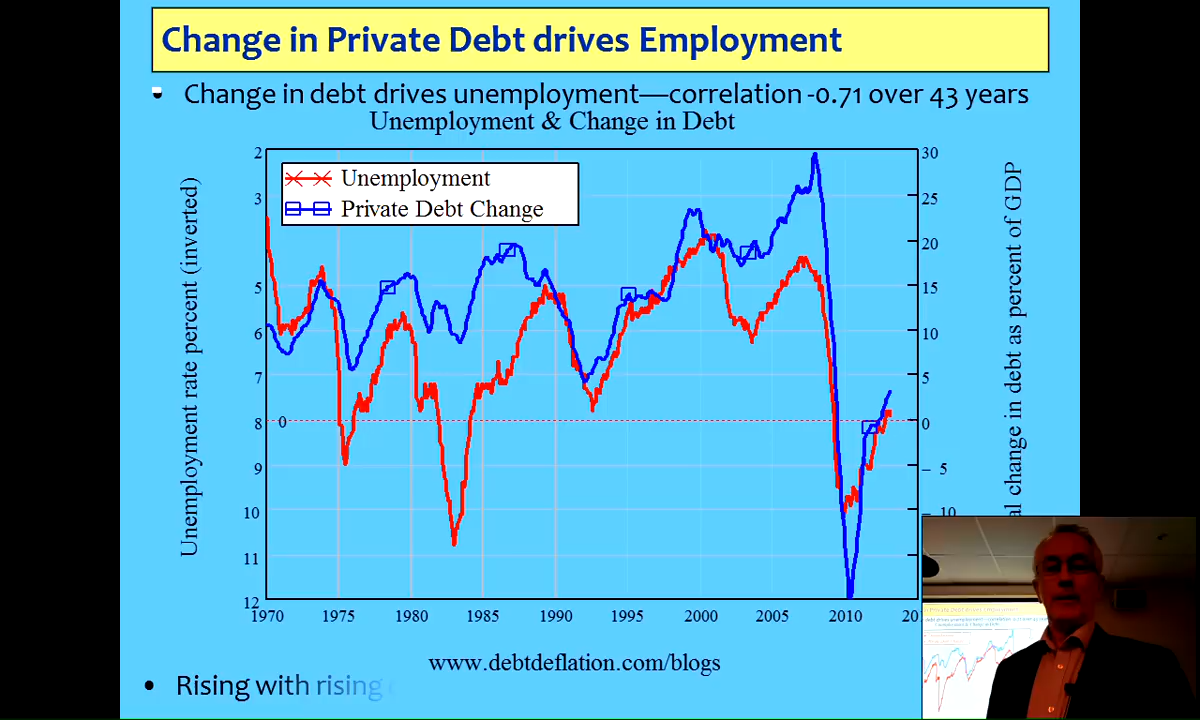 Change in Private Debt drives Employment
• Change in debt drives unemployment—correlation -0.71 over 43 years
Unemployment & Change in Debt
Unemployment
Private Debt Change
Unemployment rate percent (inverted)
2
3
5
6
7
8
9
10
11
12
0
30
25
20
15
10
5
0
– 5
– 10
change in debt as percent of GDP
1970 1975 1980 1985 1990 1995 2000 2005 2010 20
www.debtdeflation.com/blogs
• Rising with rising